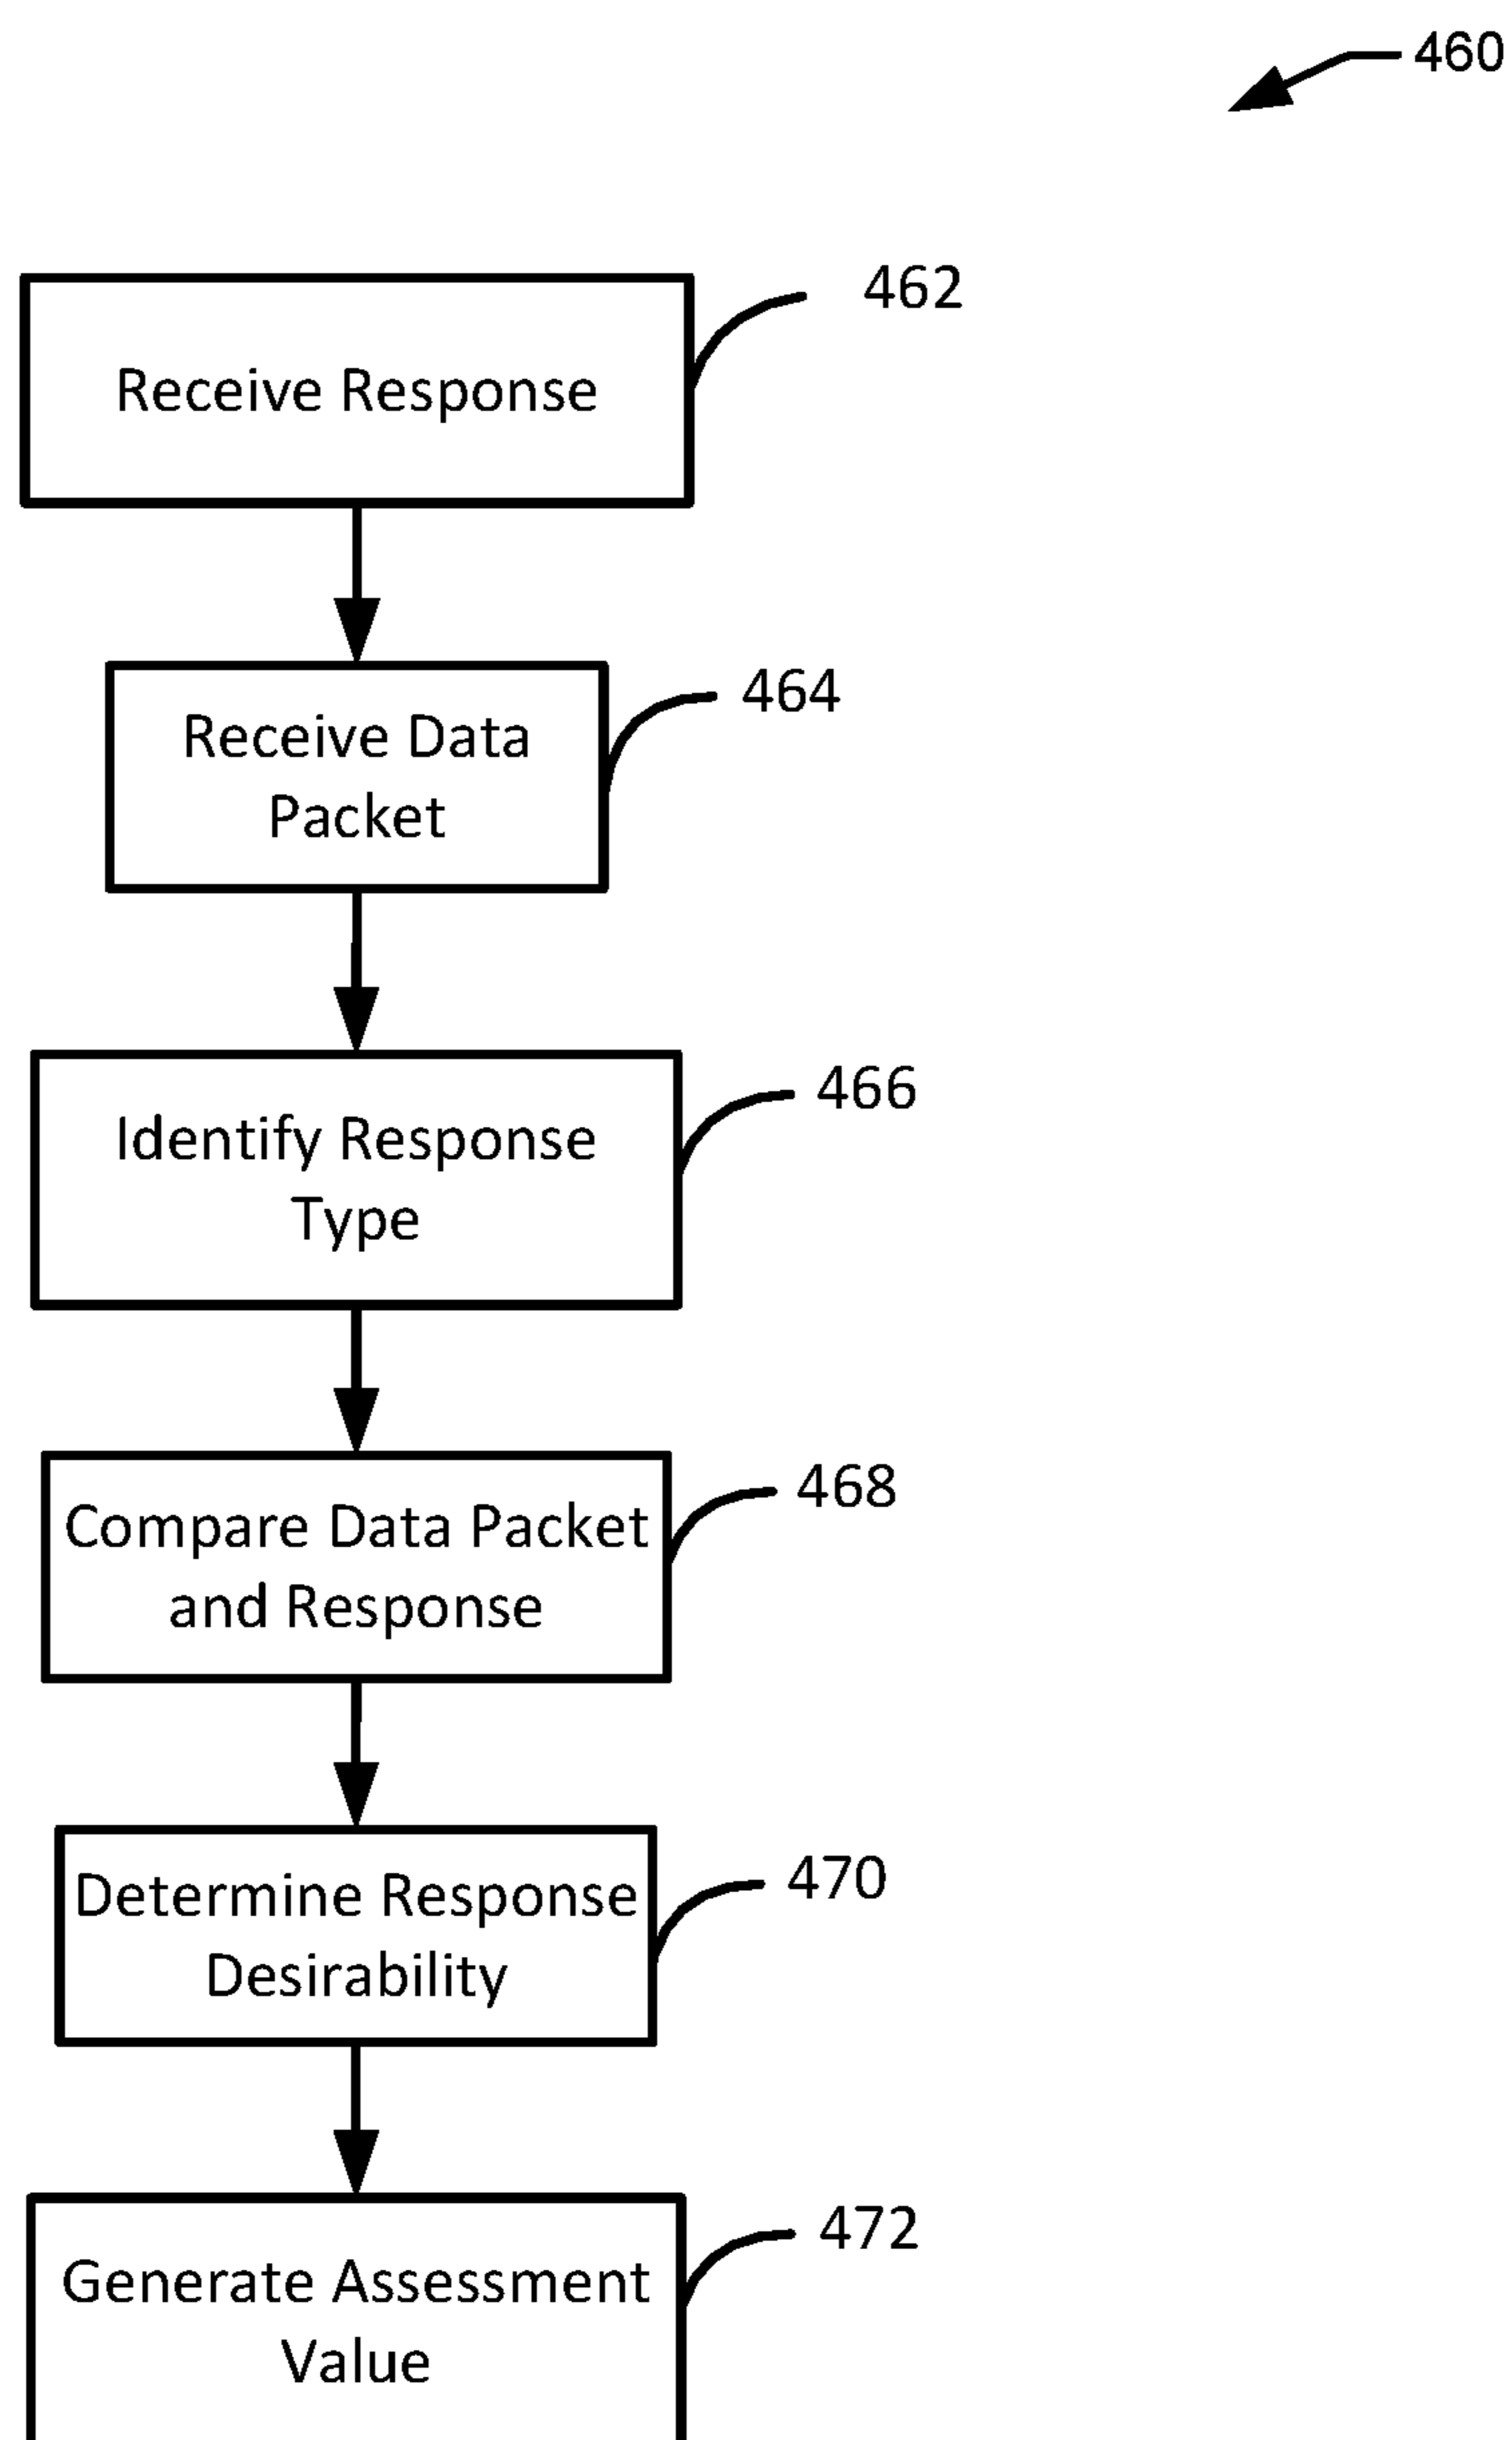 460
462
Receive Response
464
Receive Data
Packet
466
Identify Response
Type
468
Compare Data Packet
and Response
470
Determine Response
Desirability
472
Generate Assessment
Value